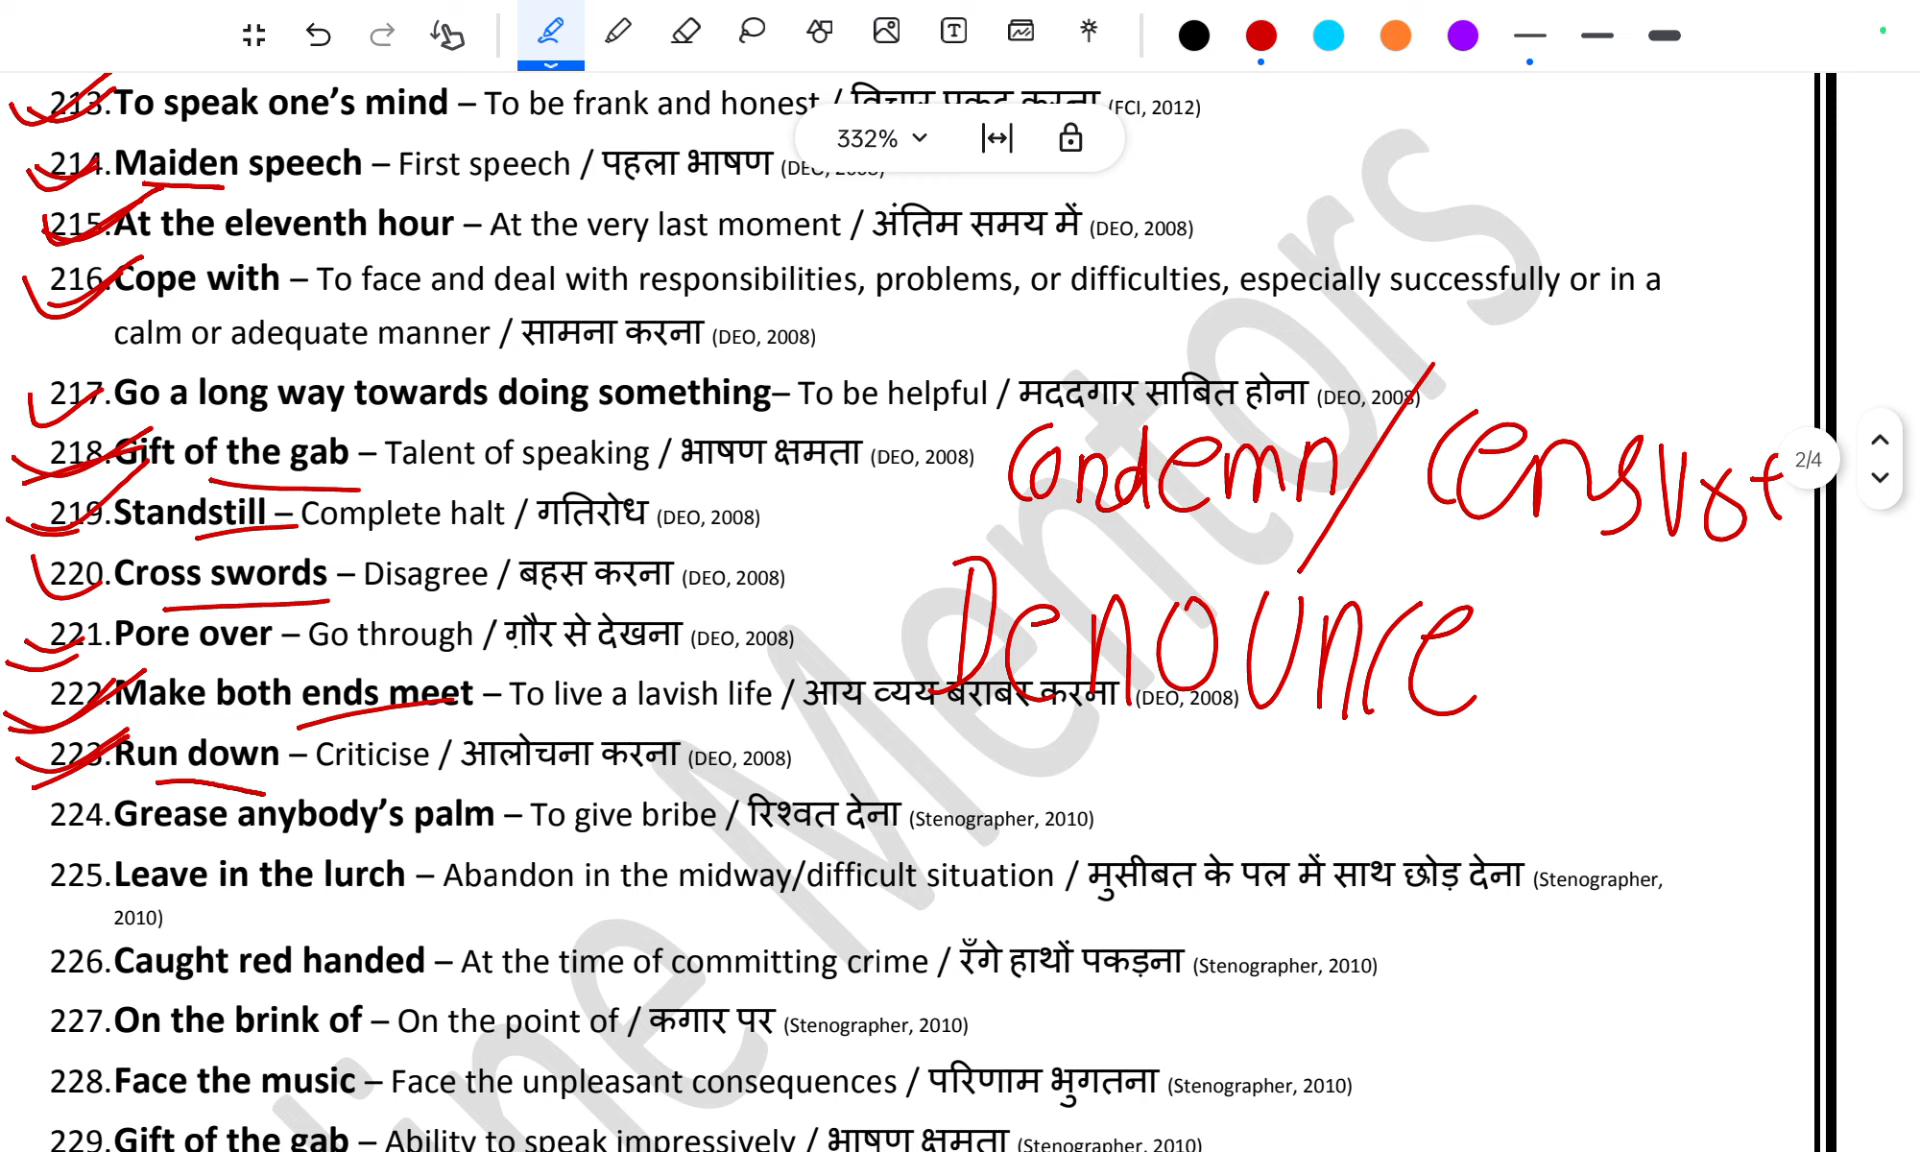 213.To speak one's mind – To be frank and honest / विचार प्रकट करना (FCI, 2012)
332%
214.Maiden speech – First speech / पहला भाषण (DEO, 2008)
215.At the eleventh hour – At the very last moment / अंतिम समय में (DEO, 2008)
216.Cope with – To face and deal with responsibilities, problems, or difficulties, especially successfully or in a
calm or adequate manner / सामना करना (DEO, 2008)
217.Go a long way towards doing something– To be helpful / मददगार साबित होना (DEO, 2008)
218.Gift of the gab – Talent of speaking / भाषण क्षमता (DEO, 2008)
Condemn/
2/4
219.Standstill – Complete halt / गतिरोध (DEO, 2008)
220.Cross swords – Disagree / बहस करना (DEO, 2008)
Denounce
221.Pore over – Go through / ग़ौर से देखना (DEO, 2008)
222.Make both ends meet – To live a lavish life / आय व्यय बराबर करना (DEO, 2008)
223.Run down – Criticise / आलोचना करना (DEO, 2008)
224.Grease anybody's palm – To give bribe / रिश्वत देना (Stenographer, 2010)
225.Leave in the lurch – Abandon in the midway/difficult situation / मुसीबत के पल में साथ छोड़ देना (Stenographer,
2010)
226.Caught red handed – At the time of committing crime / रँगे हाथों पकड़ना (Stenographer, 2010)
227.On the brink of – On the point of / कगार पर (Stenographer, 2010)
228.Face the music – Face the unpleasant consequences / परिणाम भुगतना (Stenographer, 2010)
229.Gift of the gab – Ability to speak impressively / भाषण क्षमता (Stenographer, 2010)
Mentors